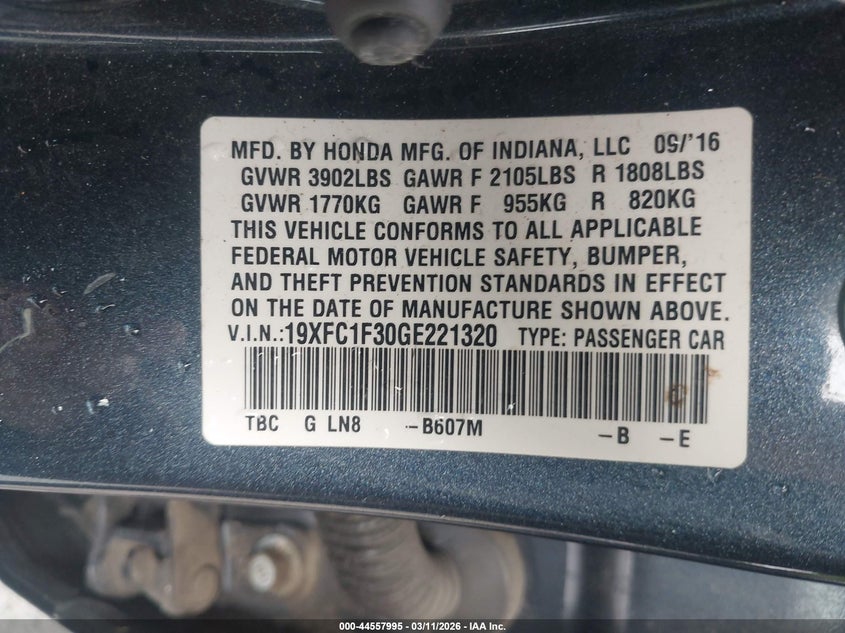 MFD. BY HONDA MFG. OF INDIANA, LLC 09/'16
GVWR 3902LBS GAWR F 2105LBS R 1808LBS
GVWR 1770KG GAWR F 955KG R 820KG
THIS VEHICLE CONFORMS TO ALL APPLICABLE
FEDERAL MOTOR VEHICLE SAFETY, BUMPER,
AND THEFT PREVENTION STANDARDS IN EFFECT
ON THE DATE OF MANUFACTURE SHOWN ABOVE.
V.I.N.:19XFC1F30GE221320 TYPE: PASSENGER CAR
TBC G LN8 -B607M -B -E
000-44557995 - 03/11/2026 - IAA Inc.